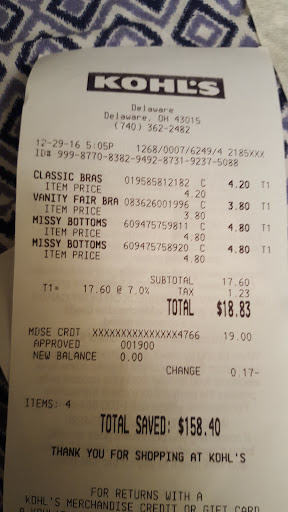 KOHL'S
Delaware
Delaware, OH 43015
(740) 362-2482
12-29-16 5:05P 1268/0007/6249/4 2185XXX
ID# 999-8770-8382-9492-8731-9237-5088
CLASSIC BRAS 019585812182 C 4.20 T1
ITEM PRICE 4.20
VANITY FAIR BRA 083626001996 C 3.80 T1
ITEM PRICE 3.80
MISSY BOTTOMS 609475759811 C 4.80 T1
ITEM PRICE 4.80
MISSY BOTTOMS 609475758920 C 4.80 T1
ITEM PRICE 4.80
SUBTOTAL 17.60
T1= 17.60 @ 7.0% TAX 1.23
TOTAL $18.83
MDSE CRDT XXXXXXXXXXXXXXX4766 19.00
APPROVED 001900
NEW BALANCE 0.00
CHANGE 0.17-
ITEMS: 4
TOTAL SAVED: $158.40
THANK YOU FOR SHOPPING AT KOHL'S
FOR RETURNS WITH A
KOHL'S MERCHANDISE CREDIT OR GIFT CARD